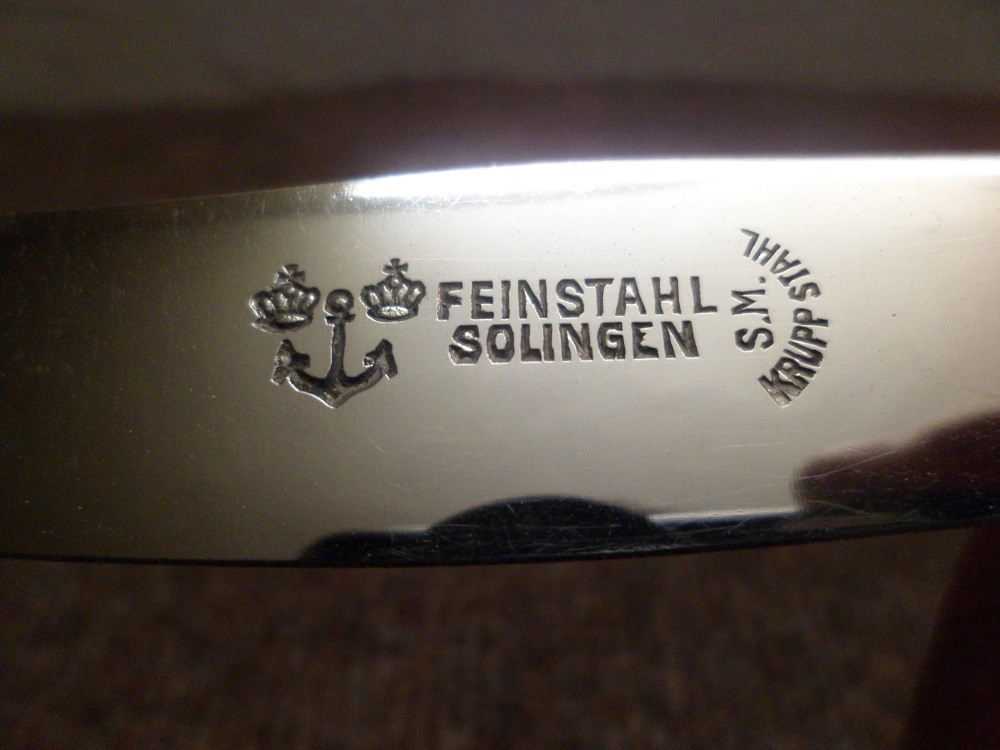 FEINSTAHL
SOLINGEN
S.M.
KRUPP STAHL